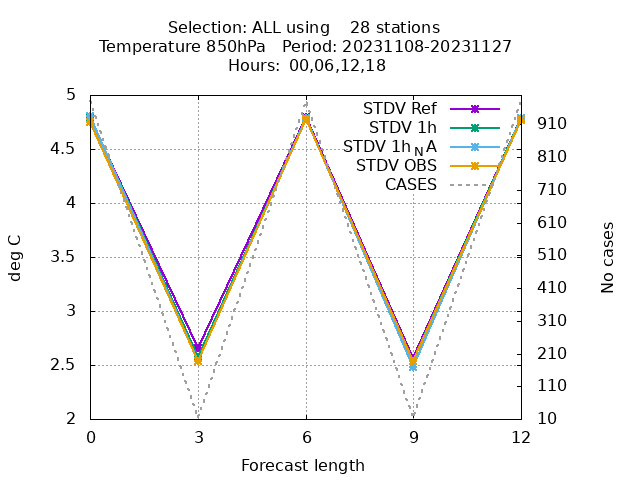 Selection: ALL using 28 stations
Temperature 850hPa Period: 20231108-20231127
Hours: 00,06,12,18
STDV Ref
STDV 1h
STDV 1h_N A
STDV OBS
CASES
deg C
5
4.5
4
3.5
3
2.5
2
910
810
710
610
510
410
310
210
110
10
No cases
0 3 6 9 12
Forecast length